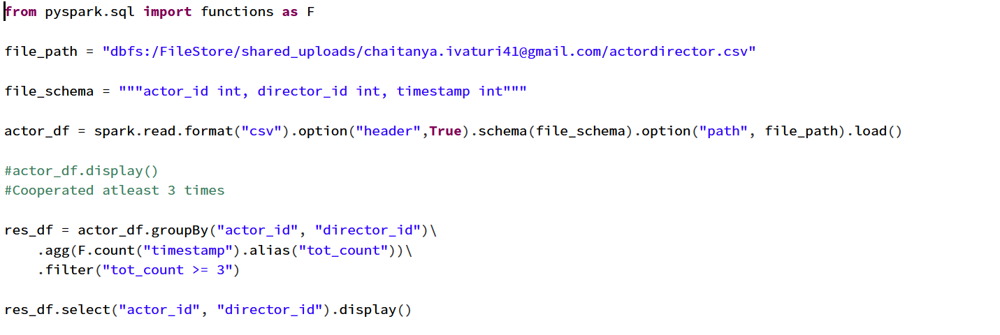 from pyspark.sql import functions as F
file_path = "dbfs:/FileStore/shared_uploads/chaitanya.ivaturi41@gmail.com/actordirector.csv"
file_schema = """actor_id int, director_id int, timestamp int"""
actor_df = spark.read.format("csv").option("header",True).schema(file_schema).option("path", file_path).load()
#actor_df.display()
#Cooperated atleast 3 times
res_df = actor_df.groupBy("actor_id", "director_id")\
    .agg(F.count("timestamp").alias("tot_count"))\
    .filter("tot_count >= 3")
res_df.select("actor_id", "director_id").display()